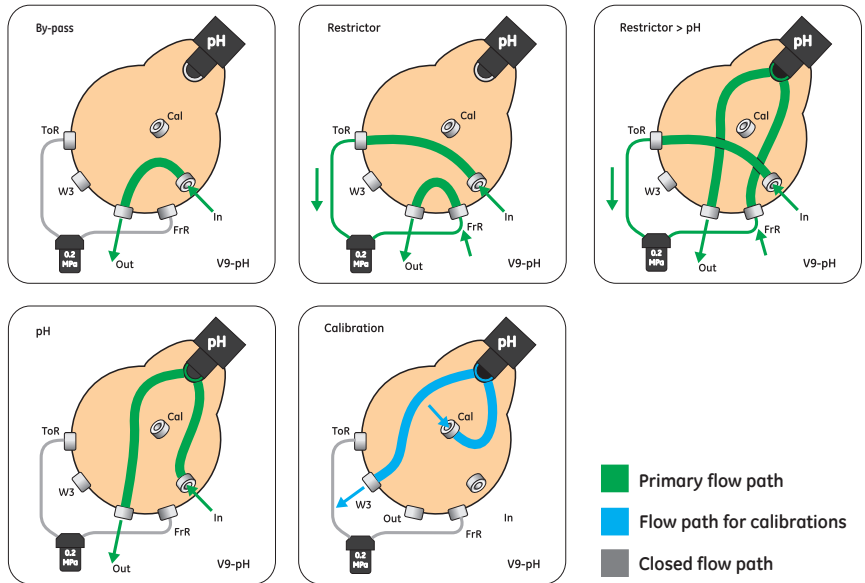 By-pass
pH
Cal
ToR
W3
In
FrR
0.2
MPa
Out
V9-pH
Restrictor
pH
Cal
ToR
W3
In
FrR
0.2
MPa
Out
V9-pH
Restrictor > pH
pH
Cal
ToR
W3
In
FrR
0.2
MPa
Out
V9-pH
pH
pH
Cal
ToR
W3
In
FrR
0.2
MPa
Out
V9-pH
Calibration
pH
Cal
ToR
W3
Out
In
FrR
0.2
MPa
V9-pH
Primary flow path
Flow path for calibrations
Closed flow path